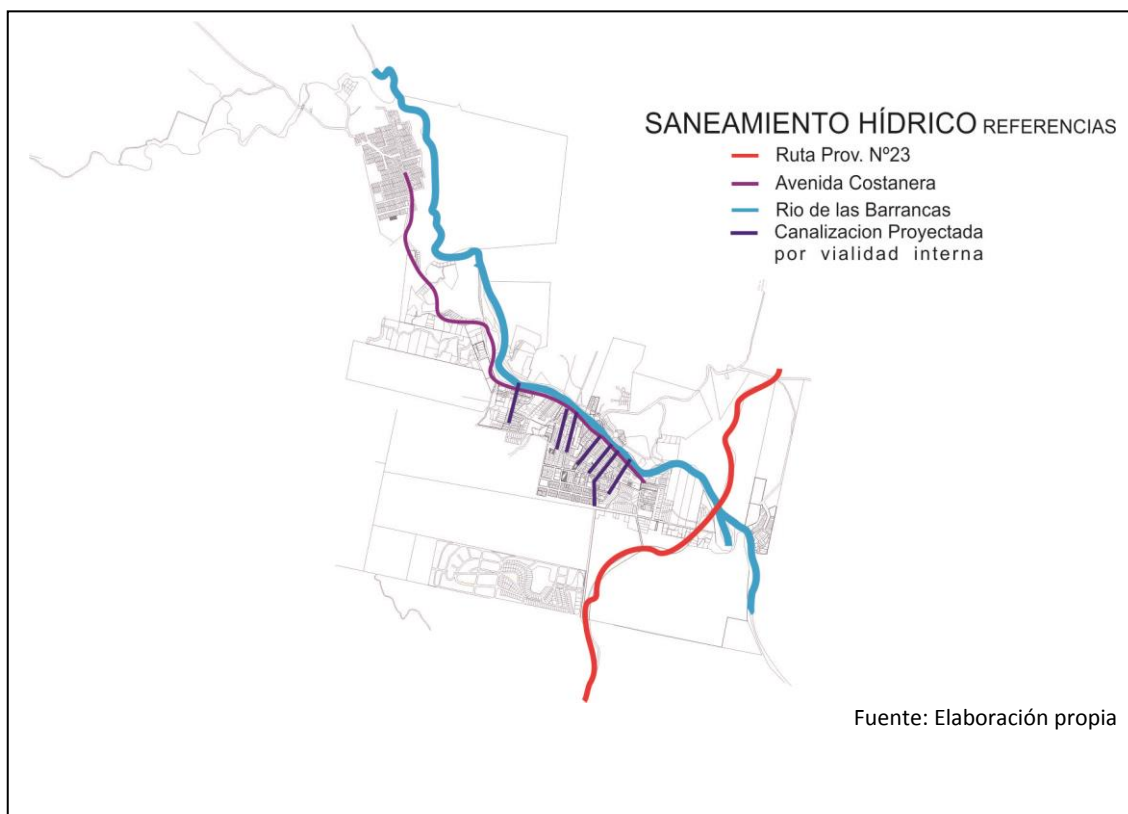 SANEAMIENTO HÍDRICO REFERENCIAS
Ruta Prov. Nº23
Avenida Costanera
Rio de las Barrancas
Canalizacion Proyectada
por vialidad interna
Fuente: Elaboración propia